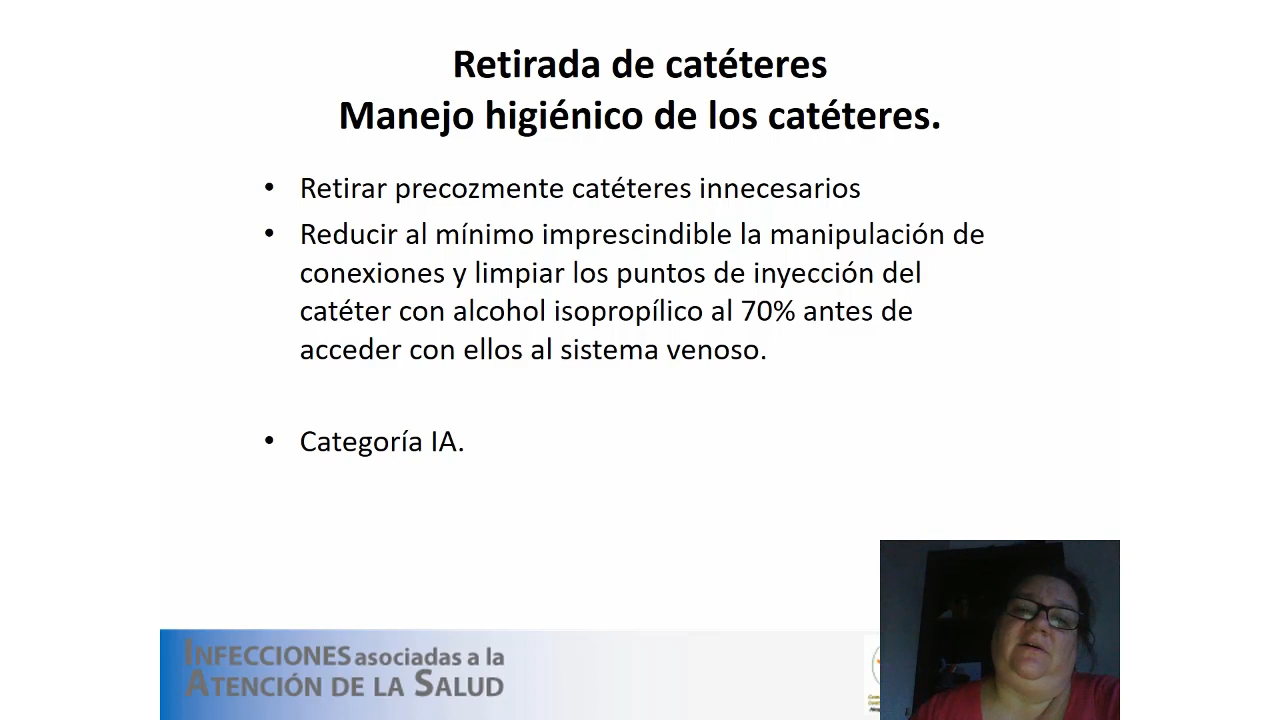 Retirada de catéteres
Manejo higiénico de los catéteres.
• Retirar precozmente catéteres innecesarios
• Reducir al mínimo imprescindible la manipulación de
conexiones y limpiar los puntos de inyección del
catéter con alcohol isopropílico al 70% antes de
acceder con ellos al sistema venoso.
• Categoría IA.
INFECCIONES asociadas a la
ATENCIÓN DE LA SALUD